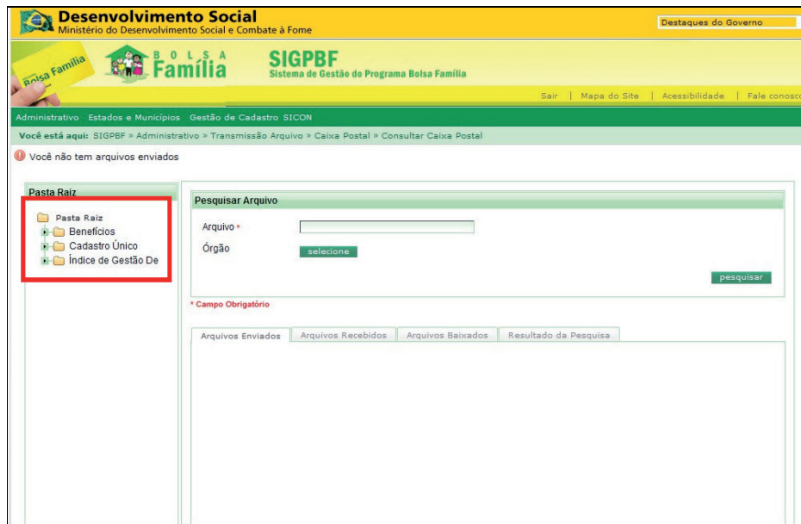 Desenvolvimento Social
Ministério do Desenvolvimento Social e Combate à Fome
Destaques do Governo
Bolsa Família
BOLSA
Família
SIGPBF
Sistema de Gestão do Programa Bolsa Família
Sair | Mapa do Site | Acessibilidade | Fale conosco
Administrativo Estados e Municípios Gestão de Cadastro SICON
Você está aqui: SIGPBF » Administrativo » Transmissão Arquivo » Caixa Postal » Consultar Caixa Postal
Você não tem arquivos enviados
Pasta Raiz
Pasta Raiz
Benefícios
Cadastro Único
Índice de Gestão De
Pesquisar Arquivo
Arquivo *
Órgão selecione
pesquisar
* Campo Obrigatório
Arquivos Enviados Arquivos Recebidos Arquivos Baixados Resultado da Pesquisa